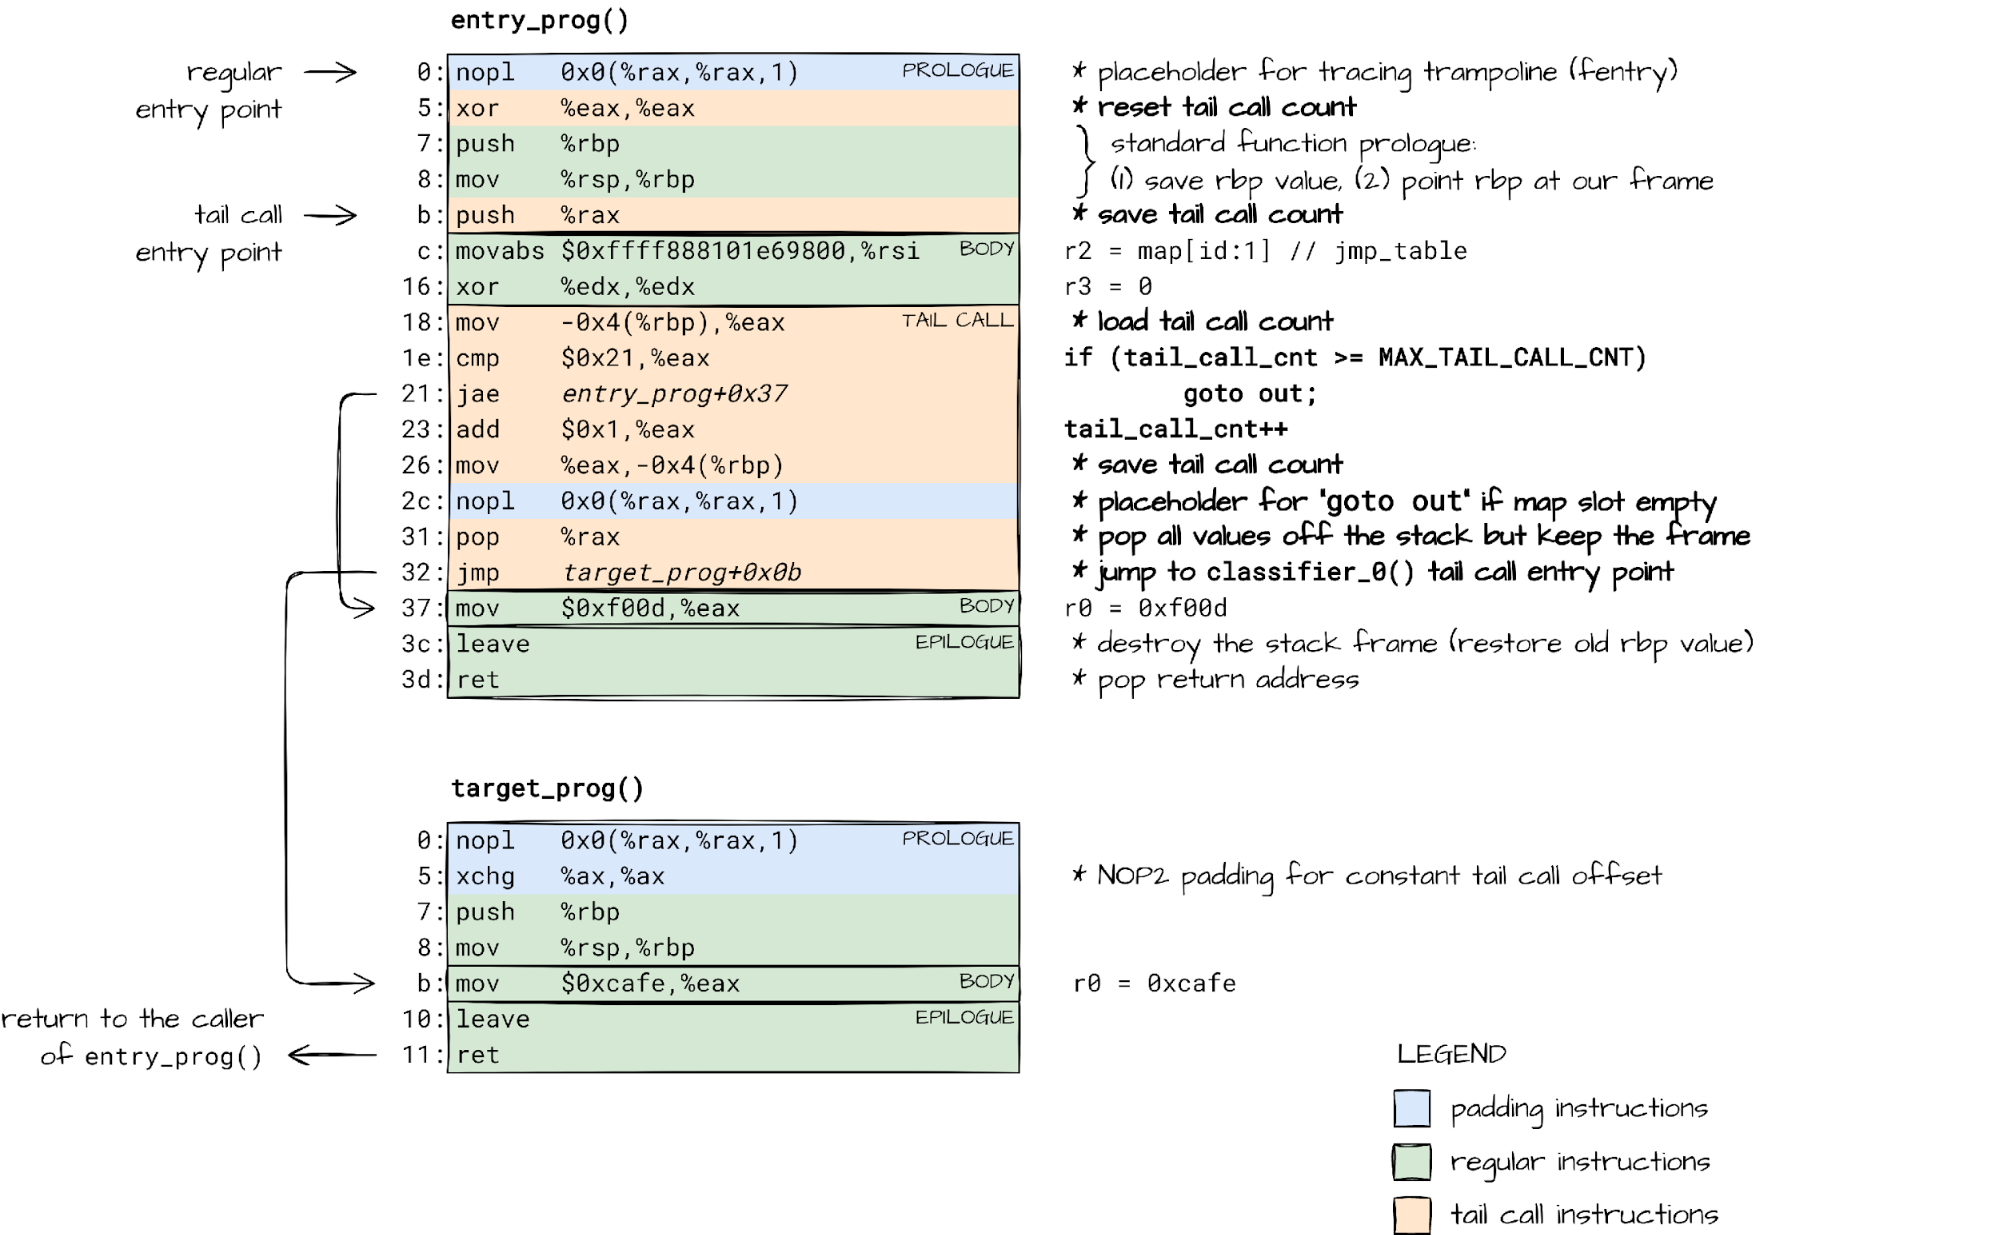 entry_prog()
regular entry point
0: nopl 0x0(%rax,%rax,1) PROLOGUE * placeholder for tracing trampoline (fentry)
5: xor %eax,%eax * reset tail call count
7: push %rbp standard function prologue:
8: mov %rsp,%rbp (1) save rbp value, (2) point rbp at our frame
tail call entry point
b: push %rax * save tail call count
c: movabs $0xffff888101e69800,%rsi BODY r2 = map[id:1] // jmp_table
16: xor %edx,%edx r3 = 0
18: mov -0x4(%rbp),%eax TAIL CALL * load tail call count
1e: cmp $0x21,%eax if (tail_call_cnt >= MAX_TAIL_CALL_CNT)
21: jae entry_prog+0x37 goto out;
23: add $0x1,%eax tail_call_cnt++
26: mov %eax,-0x4(%rbp) * save tail call count
2c: nopl 0x0(%rax,%rax,1) * placeholder for "goto out" if map slot empty
31: pop %rax * pop all values off the stack but keep the frame
32: jmp target_prog+0x0b * jump to classifier_0() tail call entry point
37: mov $0xf00d,%eax BODY r0 = 0xf00d
3c: leave EPILOGUE * destroy the stack frame (restore old rbp value)
3d: ret * pop return address
target_prog()
0: nopl 0x0(%rax,%rax,1) PROLOGUE
5: xchg %ax,%ax * NOP2 padding for constant tail call offset
7: push %rbp
8: mov %rsp,%rbp
b: mov $0xcafe,%eax BODY r0 = 0xcafe
10: leave EPILOGUE
return to the caller
of entry_prog() 11: ret
LEGEND
padding instructions
regular instructions
tail call instructions